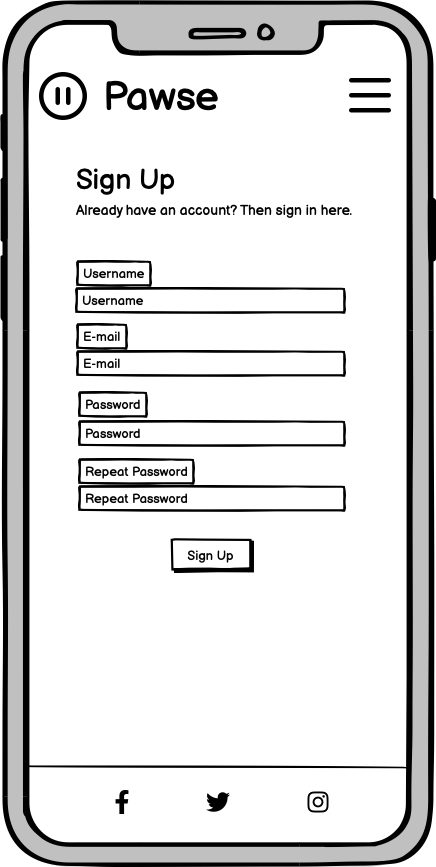 Pawse
Sign Up
Already have an account? Then sign in here.
Username
Username
E-mail
E-mail
Password
Password
Repeat Password
Repeat Password
Sign Up